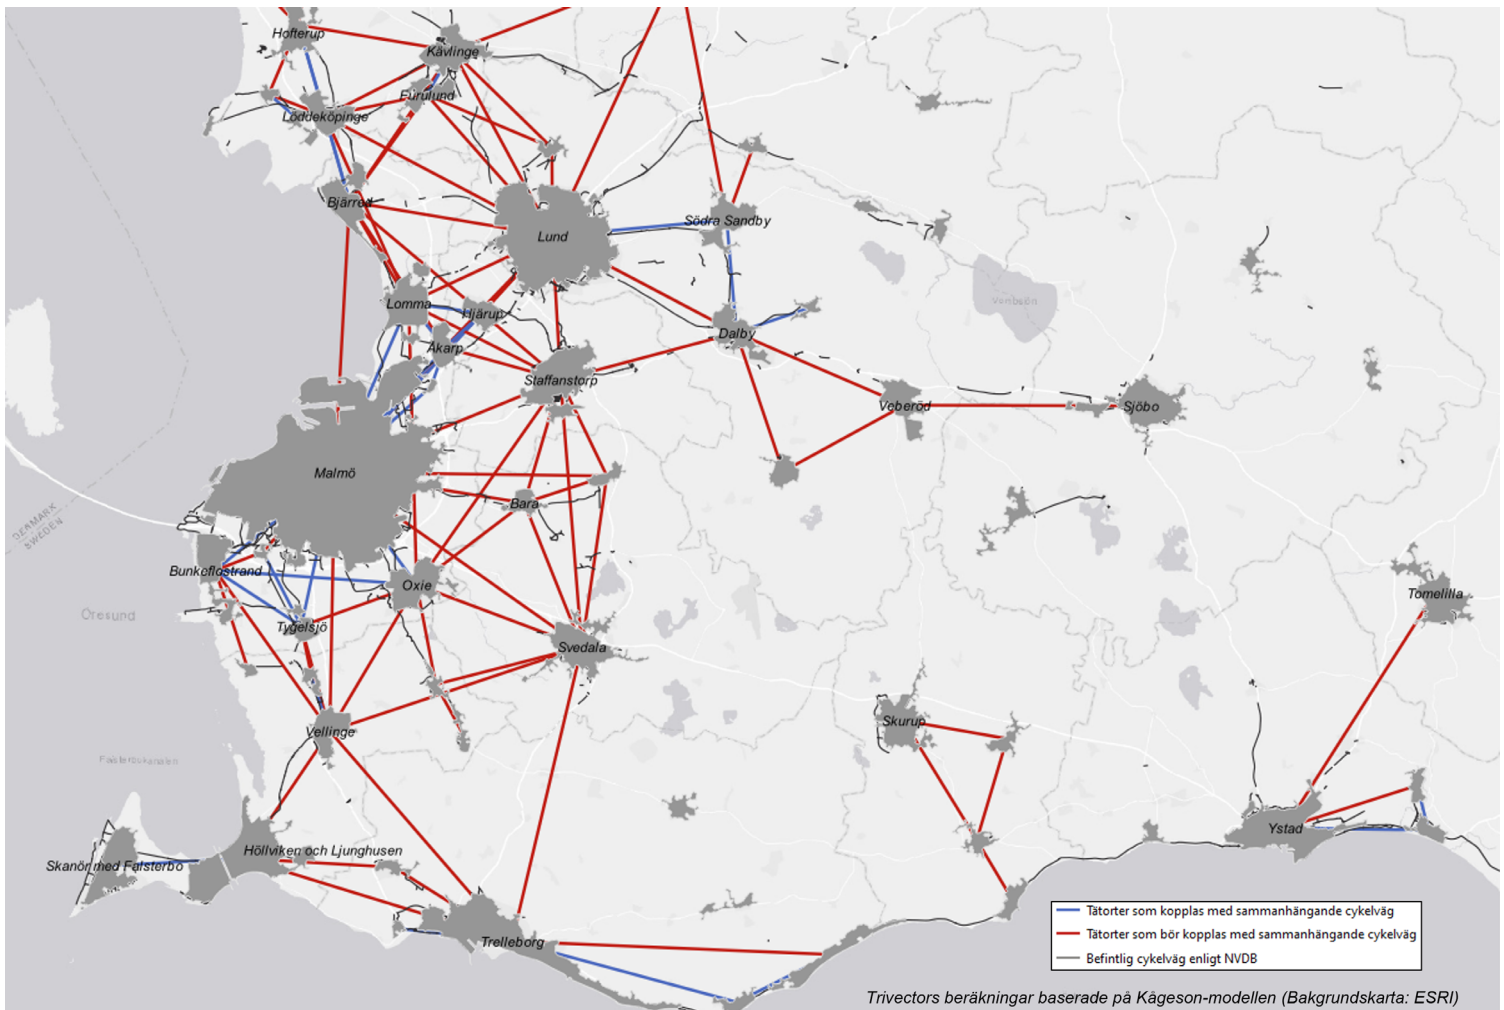 Hofterup
Kävlinge
Furulund
Löddeköpinge
Bjärred
Lund
Södra Sandby
Lomma
Hjärup
Åkarp
Dalby
Vombsjön
Staffanstorp
Veberöd
Sjöbo
Malmö
Bara
DENMARK
SWEDEN
Bunkeflostrand
Oxie
Tomelilla
Öresund
Tygelsjö
Svedala
Skurup
Vellinge
Falsterbokanalen
Ystad
Höllviken och Ljunghusen
Skanör med Falsterbo
Trelleborg
Tätorter som kopplas med sammanhängande cykelväg
Tätorter som bör kopplas med sammanhängande cykelväg
Befintlig cykelväg enligt NVDB
Trivectors beräkningar baserade på Kågeson-modellen (Bakgrundskarta: ESRI)